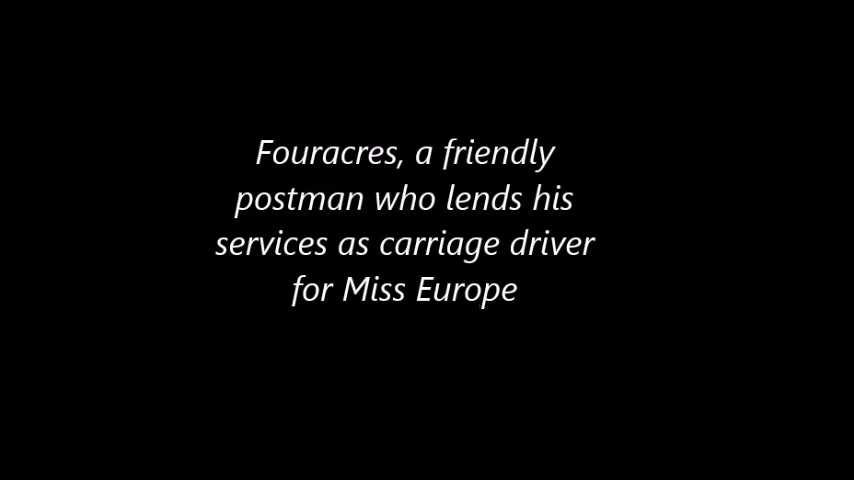 Fouracres, a friendly
postman who lends his
services as carriage driver
for Miss Europe